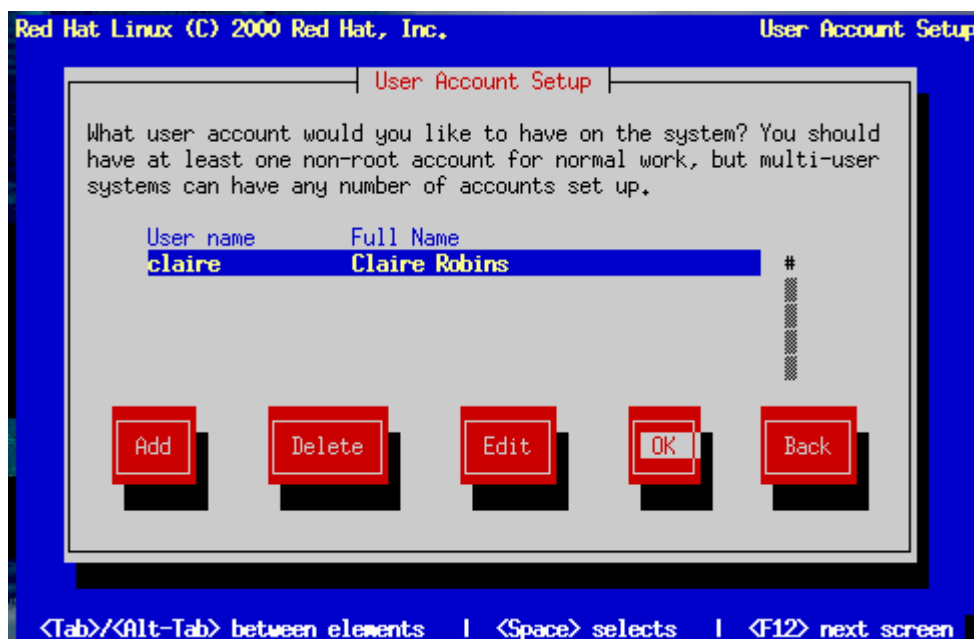 Red Hat Linux (C) 2000 Red Hat, Inc. User Account Setup
User Account Setup
What user account would you like to have on the system? You should
have at least one non-root account for normal work, but multi-user
systems can have any number of accounts set up.
User name Full Name
claire Claire Robins #
Add Delete Edit OK Back
<Tab>/<Alt-Tab> between elements | <Space> selects | <F12> next screen